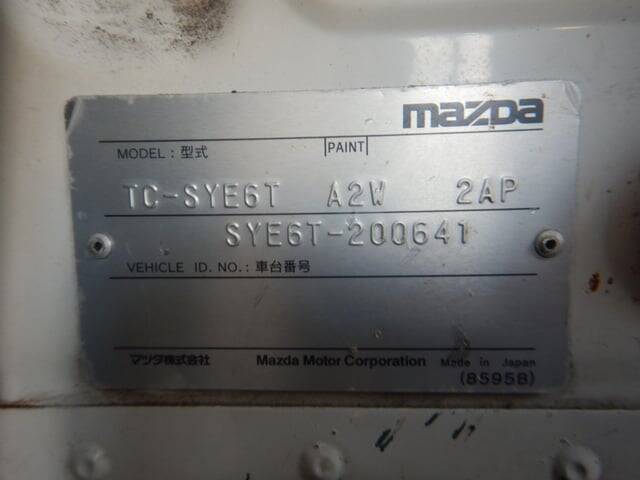 mazda
MODEL : 型式 PAINT
TC-SYE6T A2W 2AP
SYE6T-200641
VEHICLE ID. NO. : 車台番号
マツダ株式会社 Mazda Motor Corporation Made in Japan
(8595B)